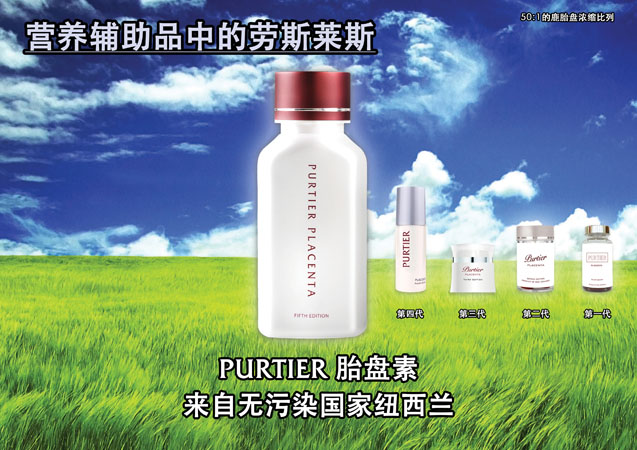 营养辅助品中的劳斯莱斯
50:1的鹿胎盘浓缩比列
PURTIER PLACENTA
FIFTH EDITION
PURTIER
Purtier
PLACENTA
Purtier
PLACENTA
PURTIER
第四代
第三代
第二代
第一代
PURTIER 胎盘素
来自无污染国家纽西兰